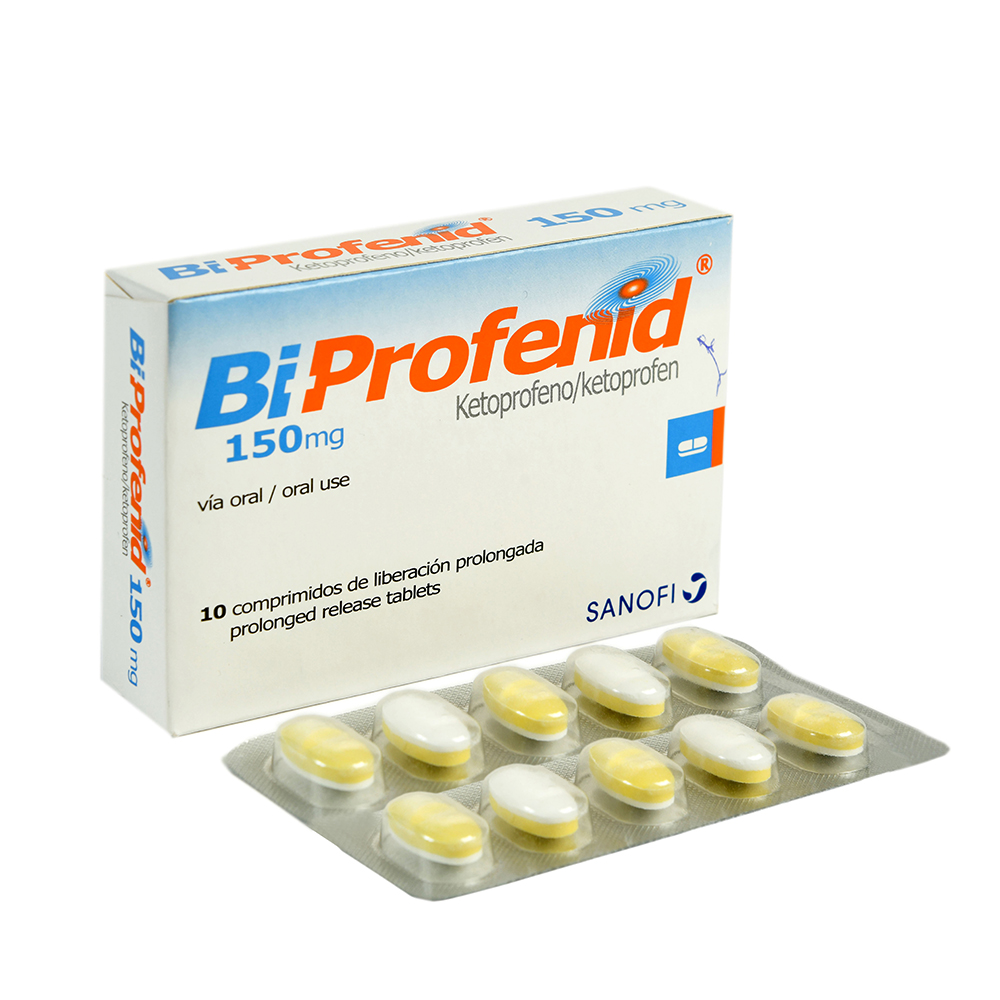 Bi-Profenid®
150 mg
Ketoprofeno/ketoprofen
Bi-Profenid®
Ketoprofeno/ketoprofen
150mg
vía oral / oral use
10 comprimidos de liberación prolongada
prolonged release tablets
SANOFI
Bi-Profenid®
150 mg
Ketoprofeno/ketoprofen